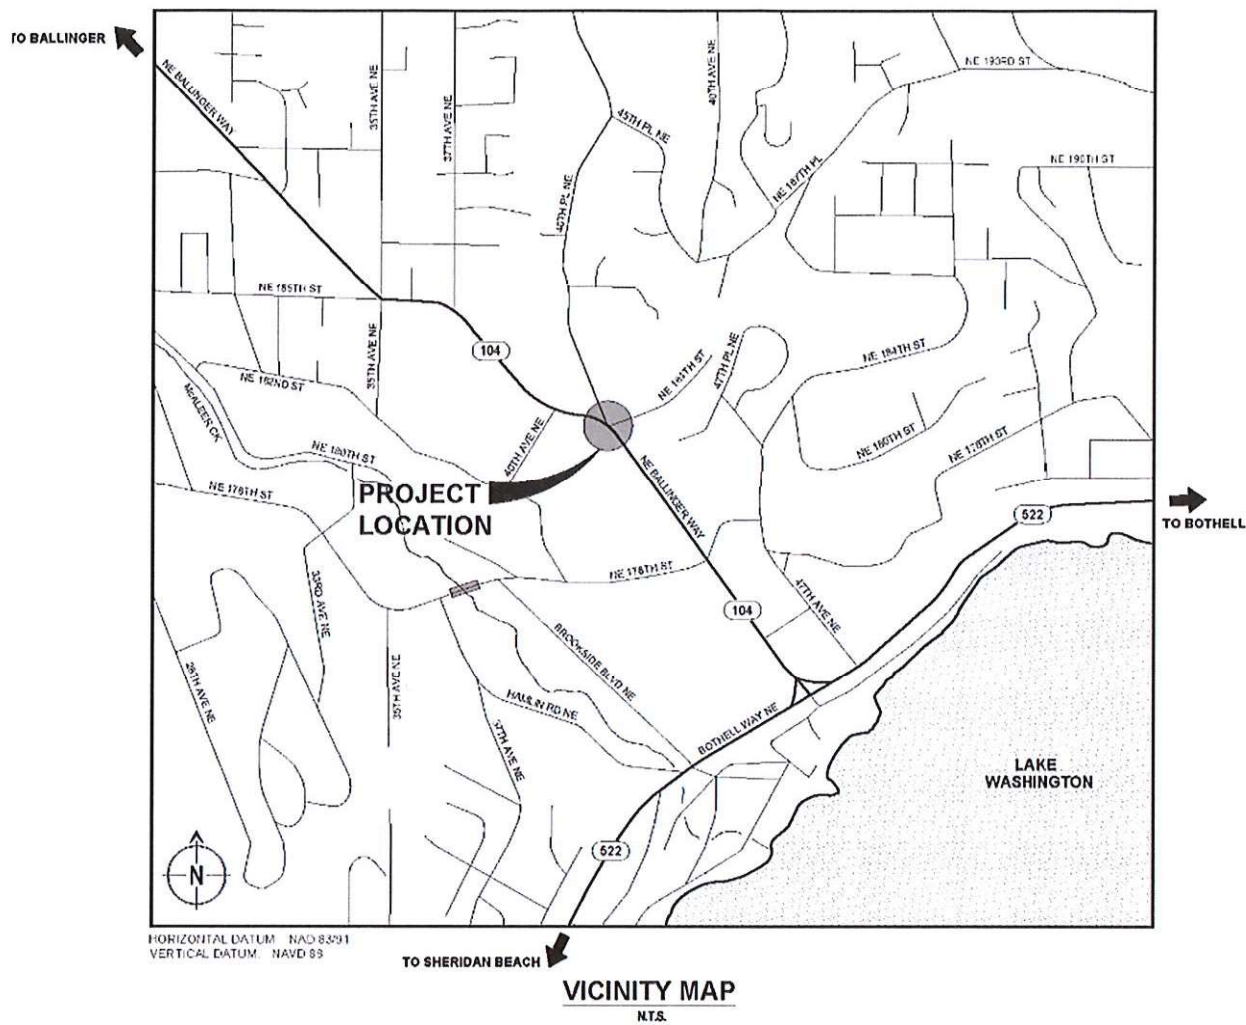 TO BALLINGER
NE BALLINGER WAY
35TH AVE NE
37TH AVE NE
45TH PL NE
40TH AVE NE
NE 193RD ST
NE 190TH ST
NE 187TH PL
40TH PL NE
NE 185TH ST
104
35TH AVE NE
NE 182ND ST
McALEER CK
47TH PL NE
NE 184TH ST
NE 180TH ST
NE 178TH ST
40TH AVE NE
NE 180TH ST
NE 178TH ST
PROJECT
LOCATION
NE BALLINGER WAY
522
TO BOTHELL
33RD AVE NE
NE 178TH ST
104
47TH AVE NE
28TH AVE NE
35TH AVE NE
BROOKSIDE BLVD NE
HAMLIN RD NE
37TH AVE NE
BOTHELL WAY NE
LAKE
WASHINGTON
522
N
HORIZONTAL DATUM: NAD 83/91
VERTICAL DATUM: NAVD 88
TO SHERIDAN BEACH
VICINITY MAP
N.T.S.